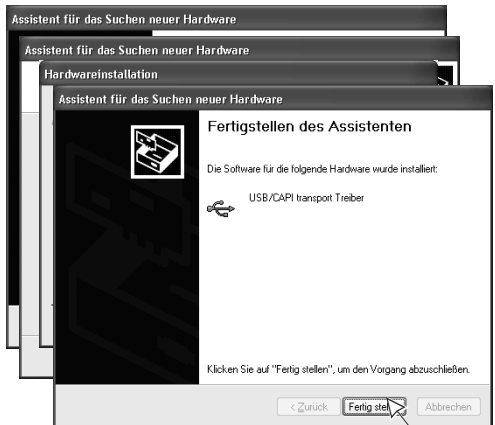 Assistent für das Suchen neuer Hardware
Assistent für das Suchen neuer Hardware
Hardwareinstallation
Assistent für das Suchen neuer Hardware
Fertigstellen des Assistenten
Die Software für die folgende Hardware wurde installiert:
USB/CAPI transport Treiber
Klicken Sie auf "Fertig stellen", um den Vorgang abzuschließen.
< Zurück Fertig stel Abbrechen